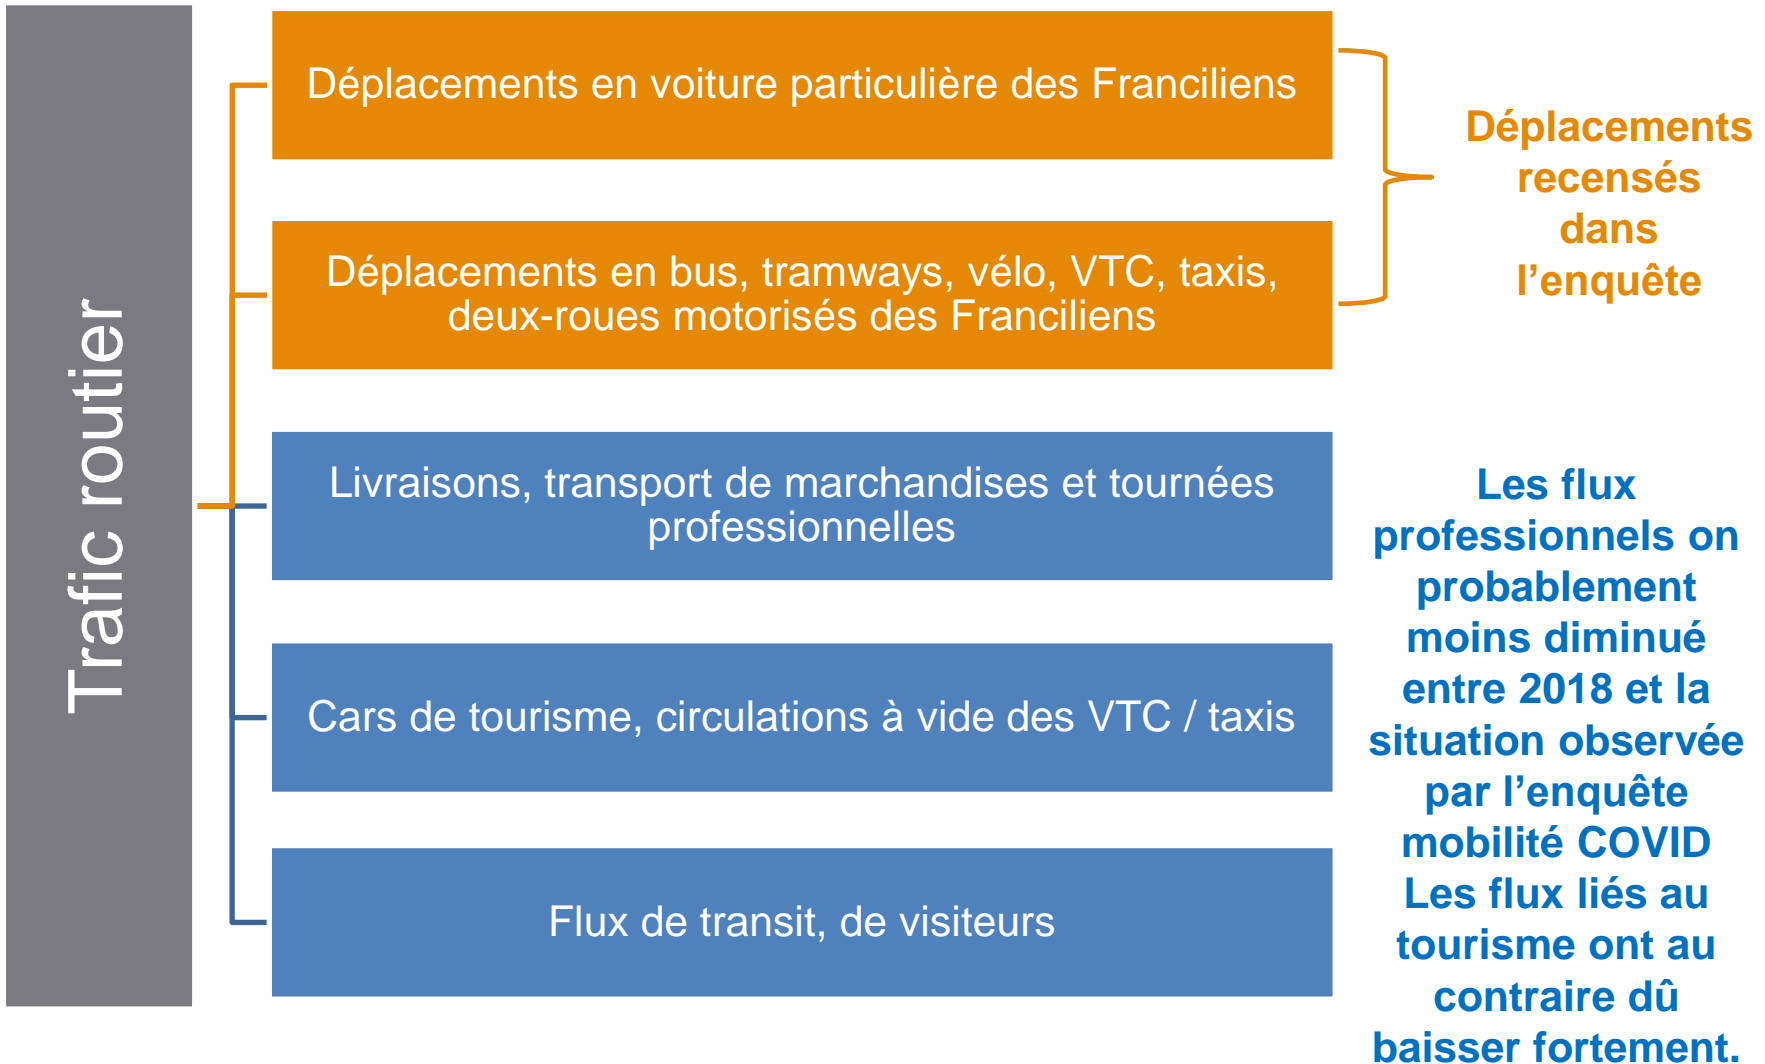 Trafic routier
Déplacements en voiture particulière des Franciliens
Déplacements en bus, tramways, vélo, VTC, taxis,
deux-roues motorisés des Franciliens
Déplacements
recensés
dans
l’enquête
Livraisons, transport de marchandises et tournées
professionnelles
Cars de tourisme, circulations à vide des VTC / taxis
Flux de transit, de visiteurs
Les flux
professionnels on
probablement
moins diminué
entre 2018 et la
situation observée
par l’enquête
mobilité COVID
Les flux liés au
tourisme ont au
contraire dû
baisser fortement.